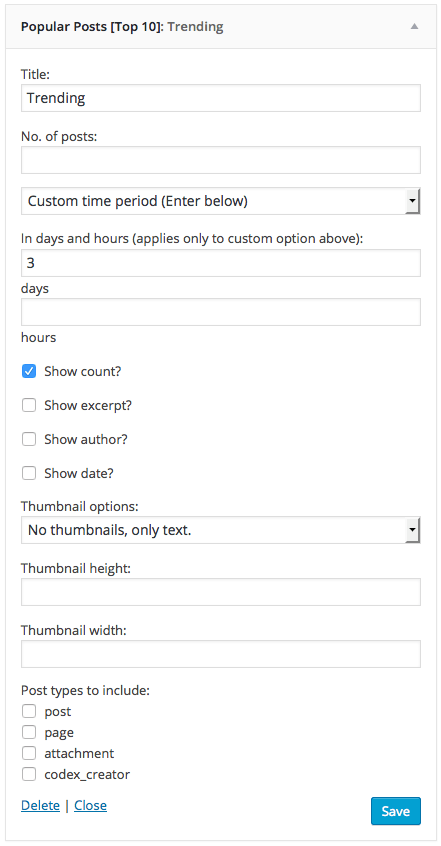 Popular Posts [Top 10]: Trending
Title:
Trending
No. of posts:
Custom time period (Enter below)
In days and hours (applies only to custom option above):
3
days
hours
Show count?
Show excerpt?
Show author?
Show date?
Thumbnail options:
No thumbnails, only text.
Thumbnail height:
Thumbnail width:
Post types to include:
post
page
attachment
codex_creator
Delete | Close
Save